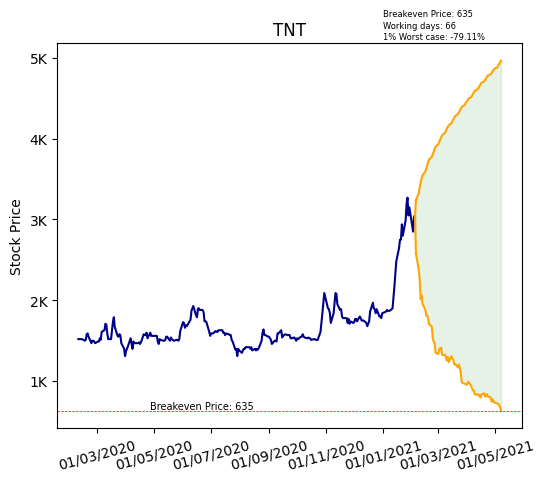 Breakeven Price: 635
Working days: 66
1% Worst case: -79.11%
TNT
5K
4K
3K
2K
1K
Stock Price
Breakeven Price: 635
01/03/2020
01/05/2020
01/07/2020
01/09/2020
01/11/2020
01/01/2021
01/03/2021
01/05/2021